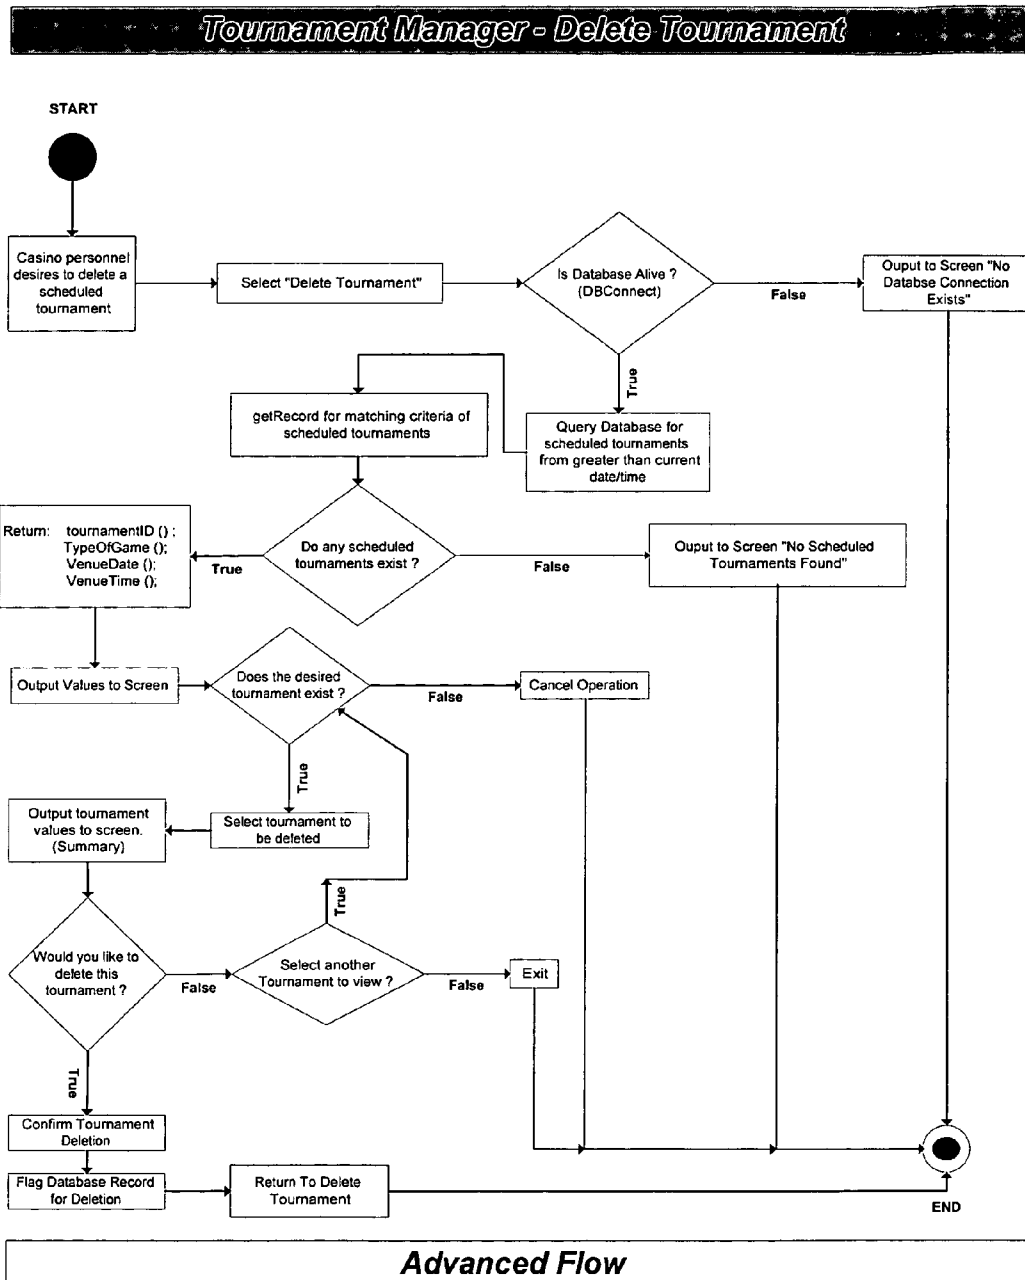 Tournament Manager - Delete Tournament
START
Casino personnel
desires to delete a
scheduled
tournament
Select "Delete Tournament"
Is Database Alive ?
(DBConnect)
False
Ouput to Screen "No
Databse Connection
Exists"
True
getRecord for matching criteria of
scheduled tournaments
Query Database for
scheduled tournaments
from greater than current
date/time
Return: tournamentID () ;
TypeOfGame ();
VenueDate ();
VenueTime ();
True
Do any scheduled
tournaments exist ?
False
Ouput to Screen "No Scheduled
Tournaments Found"
Output Values to Screen
Does the desired
tournament exist ?
False
Cancel Operation
True
Output tournament
values to screen.
(Summary)
Select tournament to
be deleted
True
Would you like to
delete this
tournament ?
False
Select another
Tournament to view ?
False
Exit
True
Confirm Tournament
Deletion
Flag Database Record
for Deletion
Return To Delete
Tournament
END
Advanced Flow